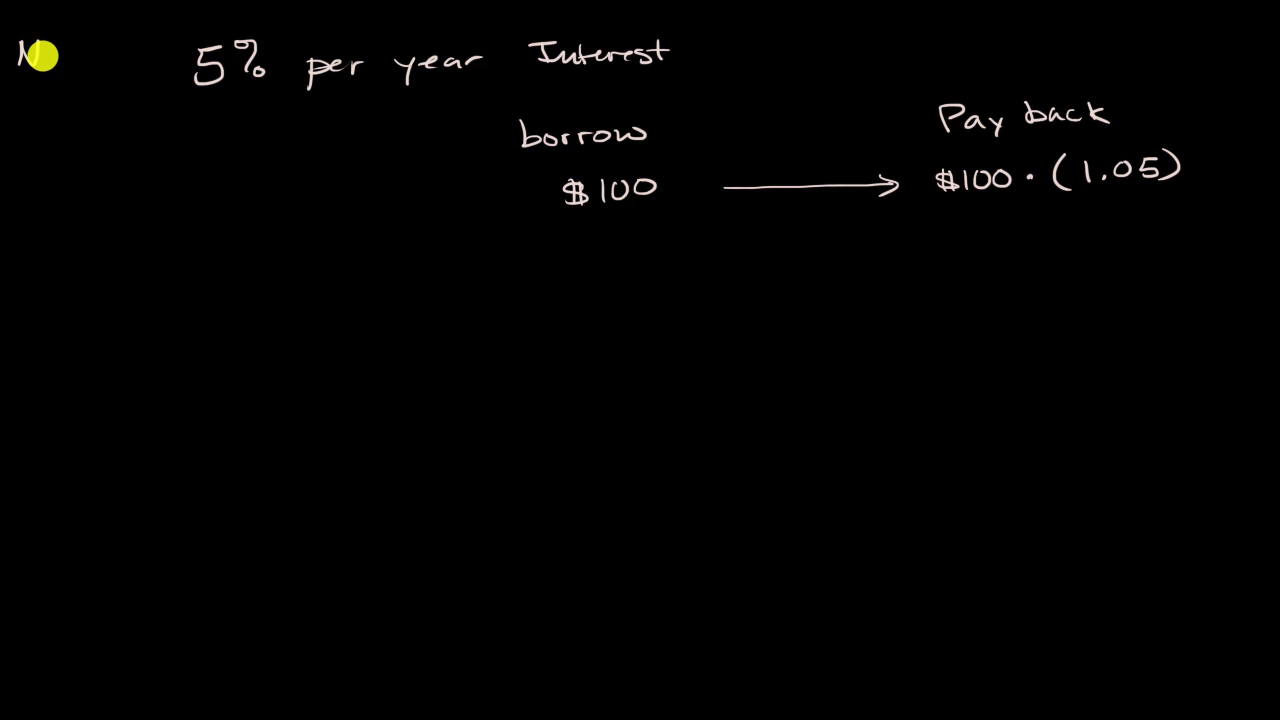 N 5% per year Interest
borrow Pay back
$100 → $100 · (1.05)